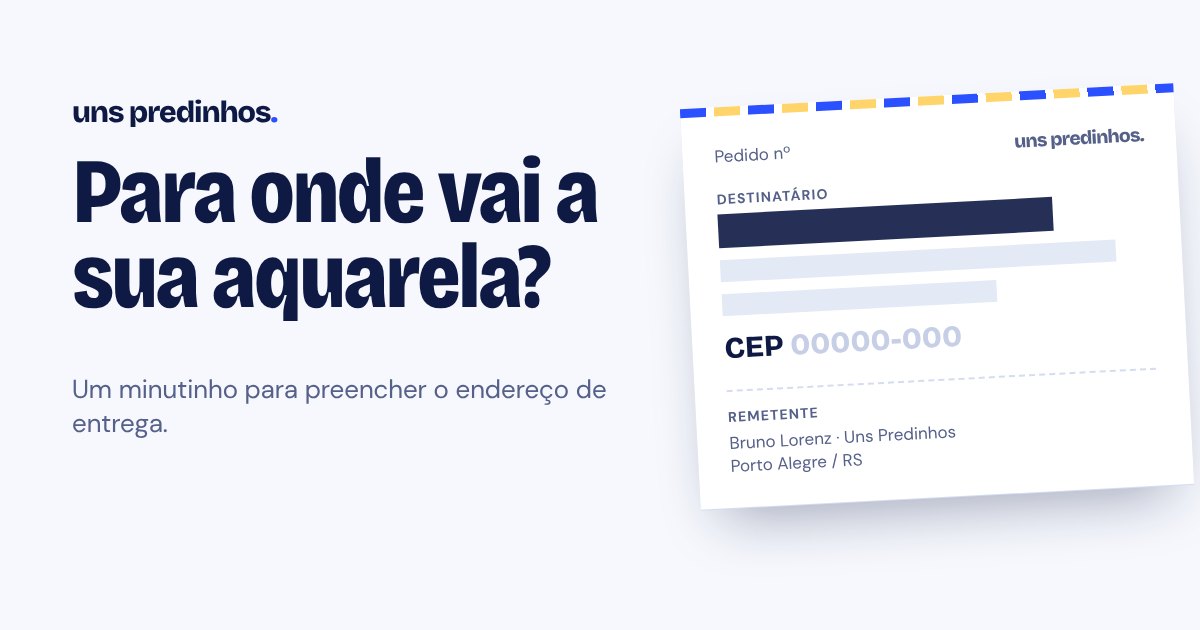 uns predinhos.
Para onde vai a
sua aquarela?
Um minutinho para preencher o endereço de
entrega.
Pedido nº
uns predinhos.
DESTINATÁRIO
CEP 00000-000
REMETENTE
Bruno Lorenz · Uns Predinhos
Porto Alegre / RS